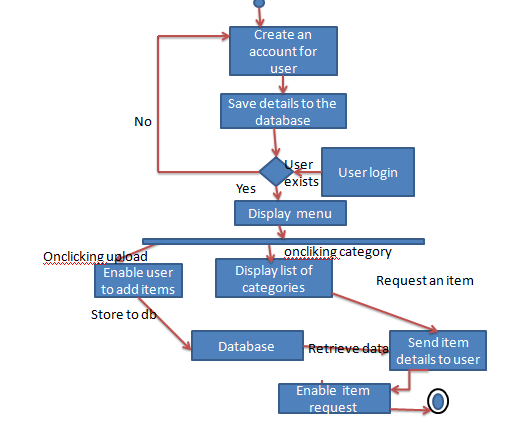 Create an
account for
user
Save details to the
database
No
User
exists
User login
Yes
Display menu
Onclicking upload
oncliking category
Enable user
to add items
Display list of
categories
Request an item
Store to db
Database
Retrieve data
Send item
details to user
Enable item
request